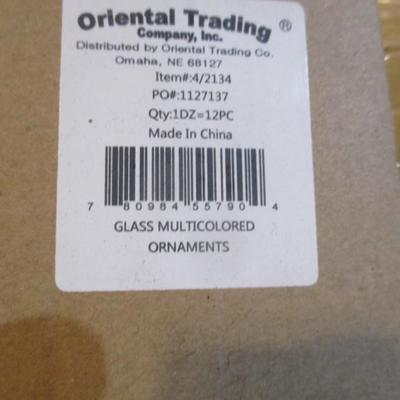 Oriental Trading ®
Company, Inc.
Distributed by Oriental Trading Co.
Omaha, NE 68127
Item#:4/2134
PO#:1127137
Qty:1DZ=12PC
Made In China
7 80984 55790 4
GLASS MULTICOLORED
ORNAMENTS